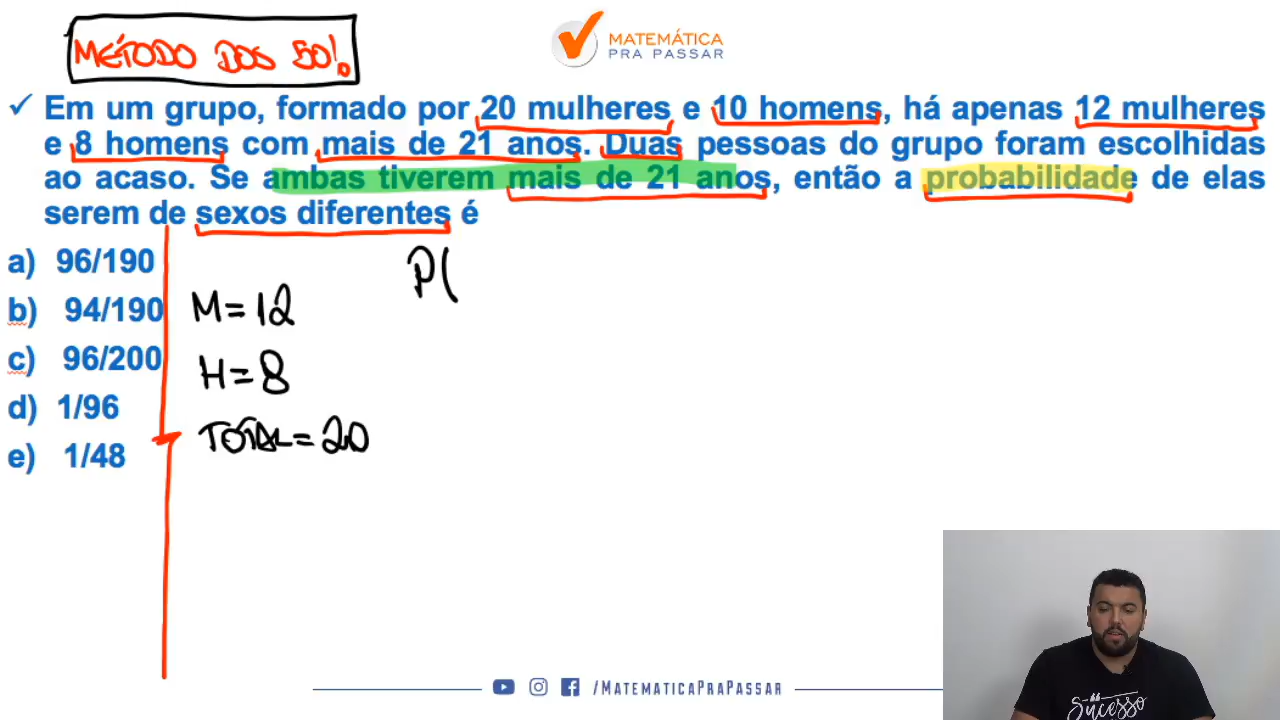 MÉTODO DOS 50!
MATEMÁTICA
PRA PASSAR
✓ Em um grupo, formado por 20 mulheres e 10 homens, há apenas 12 mulheres
e 8 homens com mais de 21 anos. Duas pessoas do grupo foram escolhidas
ao acaso. Se ambas tiverem mais de 21 anos, então a probabilidade de elas
serem de sexos diferentes é
a) 96/190
b) 94/190
c) 96/200
d) 1/96
e) 1/48
M=12
H=8
TOTAL=20
P(
/MATEMATICAPRAPASSAR
Sucesso